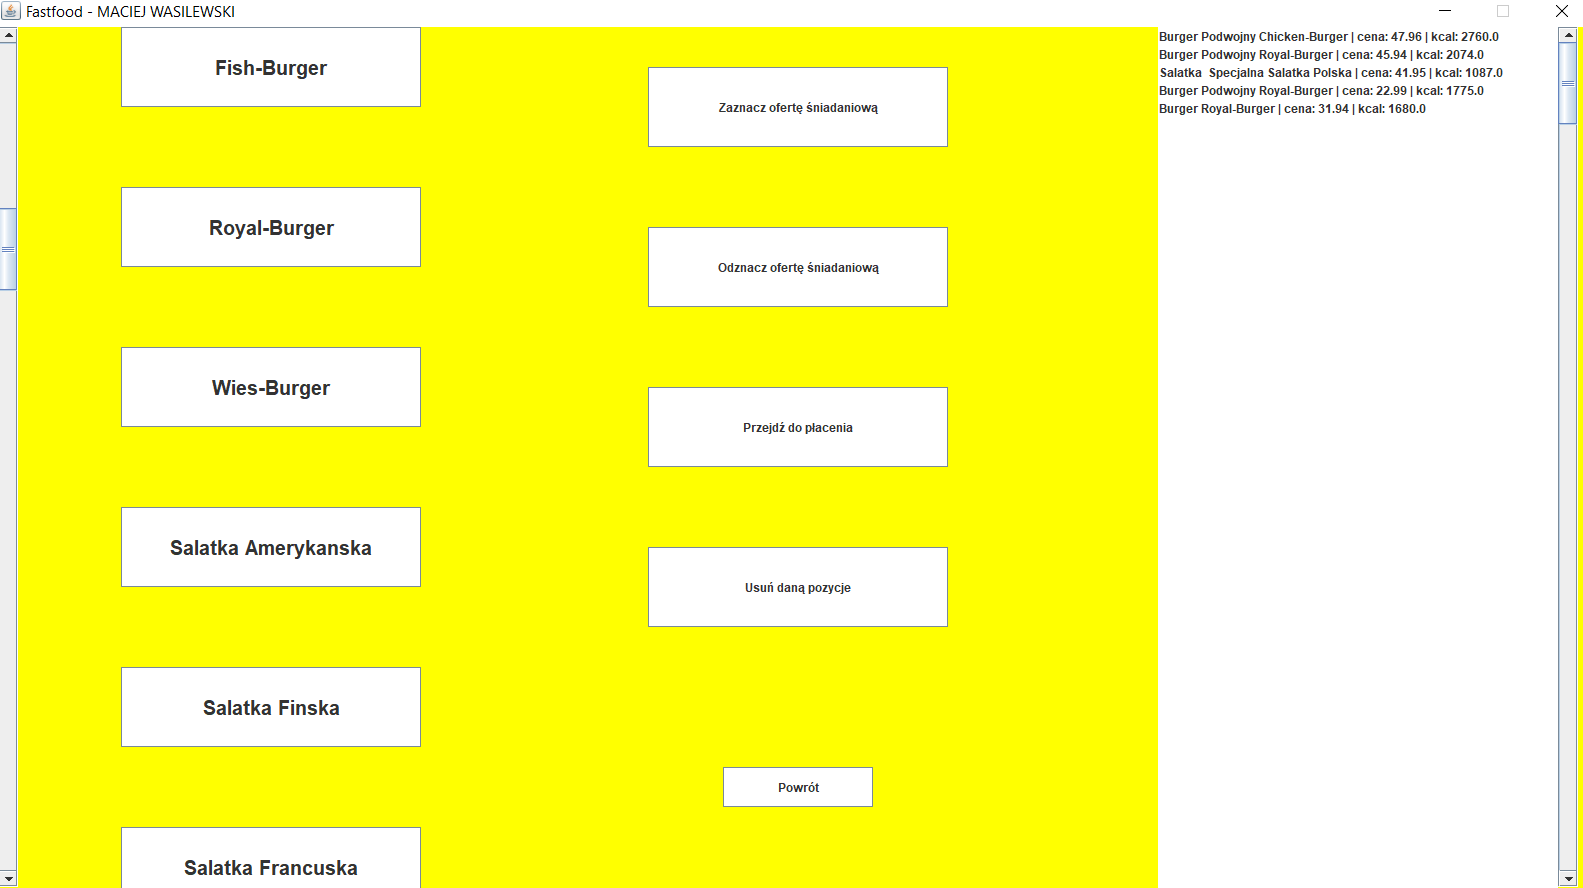 Fastfood - MACIEJ WASILEWSKI
Fish-Burger
Royal-Burger
Wies-Burger
Salatka Amerykanska
Salatka Finska
Salatka Francuska
Zaznacz ofertę śniadaniową
Odznacz ofertę śniadaniową
Przejdź do płacenia
Usuń daną pozycje
Powrót
Burger Podwojny Chicken-Burger | cena: 47.96 | kcal: 2760.0
Burger Podwojny Royal-Burger | cena: 45.94 | kcal: 2074.0
Salatka  Specjalna Salatka Polska | cena: 41.95 | kcal: 1087.0
Burger Podwojny Royal-Burger | cena: 22.99 | kcal: 1775.0
Burger Royal-Burger | cena: 31.94 | kcal: 1680.0